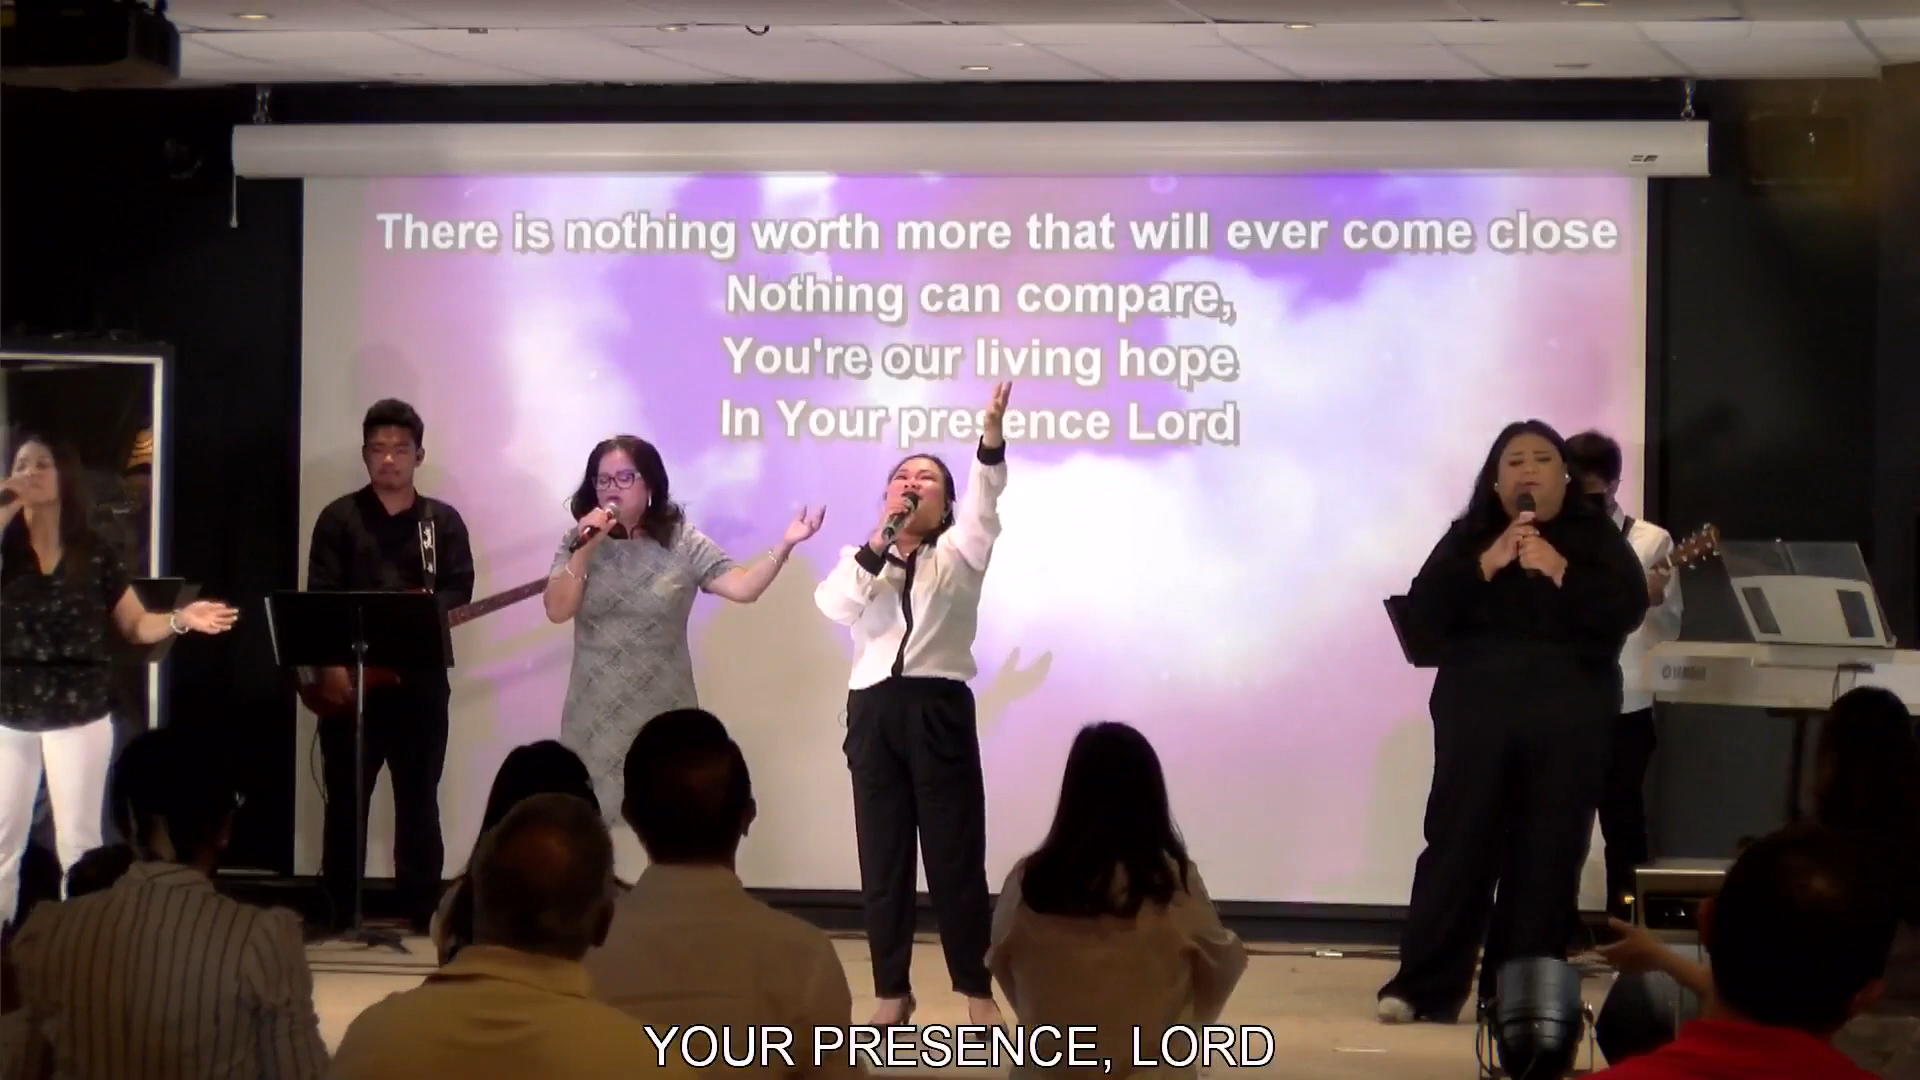 There is nothing worth more that will ever come close
Nothing can compare,
You're our living hope
In Your presence Lord
YAMAHA
YOUR PRESENCE, LORD